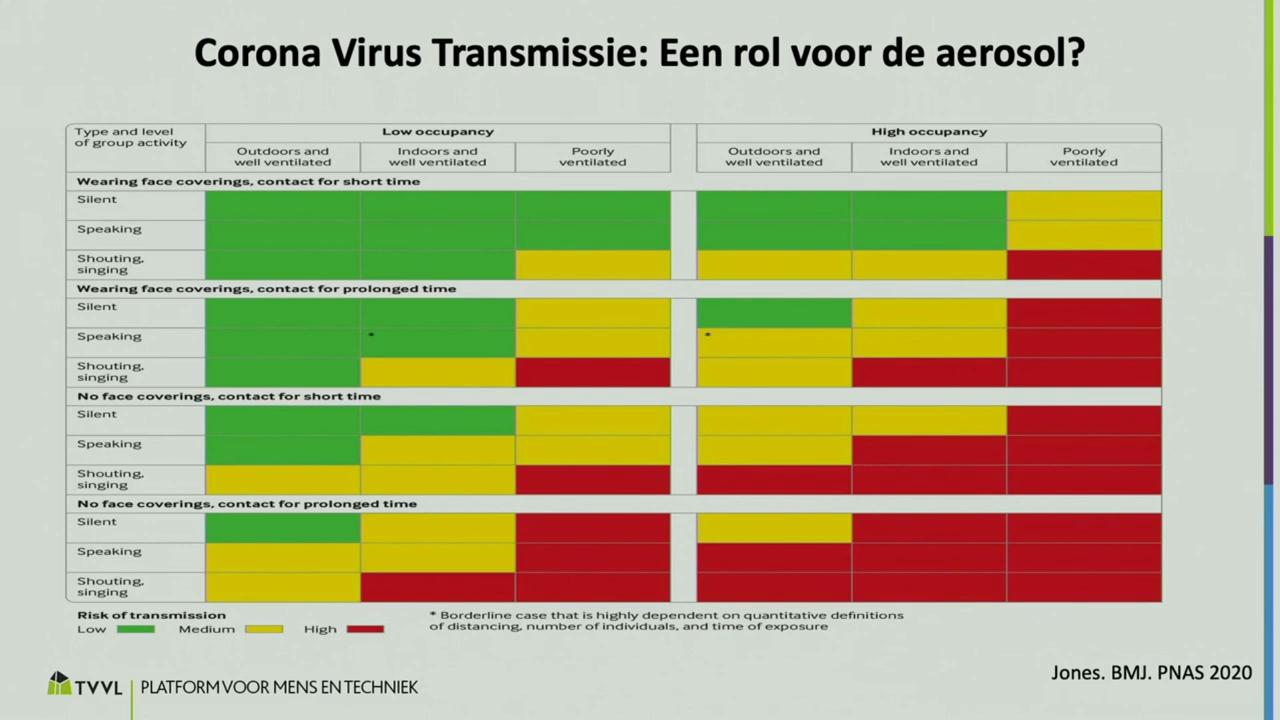 Corona Virus Transmissie: Een rol voor de aerosol?
Type and level
of group activity
Low occupancy
High occupancy
Outdoors and
well ventilated
Indoors and
well ventilated
Poorly
ventilated
Outdoors and
well ventilated
Indoors and
well ventilated
Poorly
ventilated
Wearing face coverings, contact for short time
Silent
Speaking
Shouting,
singing
Wearing face coverings, contact for prolonged time
Silent
Speaking * *
Shouting,
singing
No face coverings, contact for short time
Silent
Speaking
Shouting,
singing
No face coverings, contact for prolonged time
Silent
Speaking
Shouting,
singing
Risk of transmission
Low Medium High
* Borderline case that is highly dependent on quantitative definitions
of distancing, number of individuals, and time of exposure
Jones. BMJ. PNAS 2020
TVVL PLATFORM VOOR MENS EN TECHNIEK